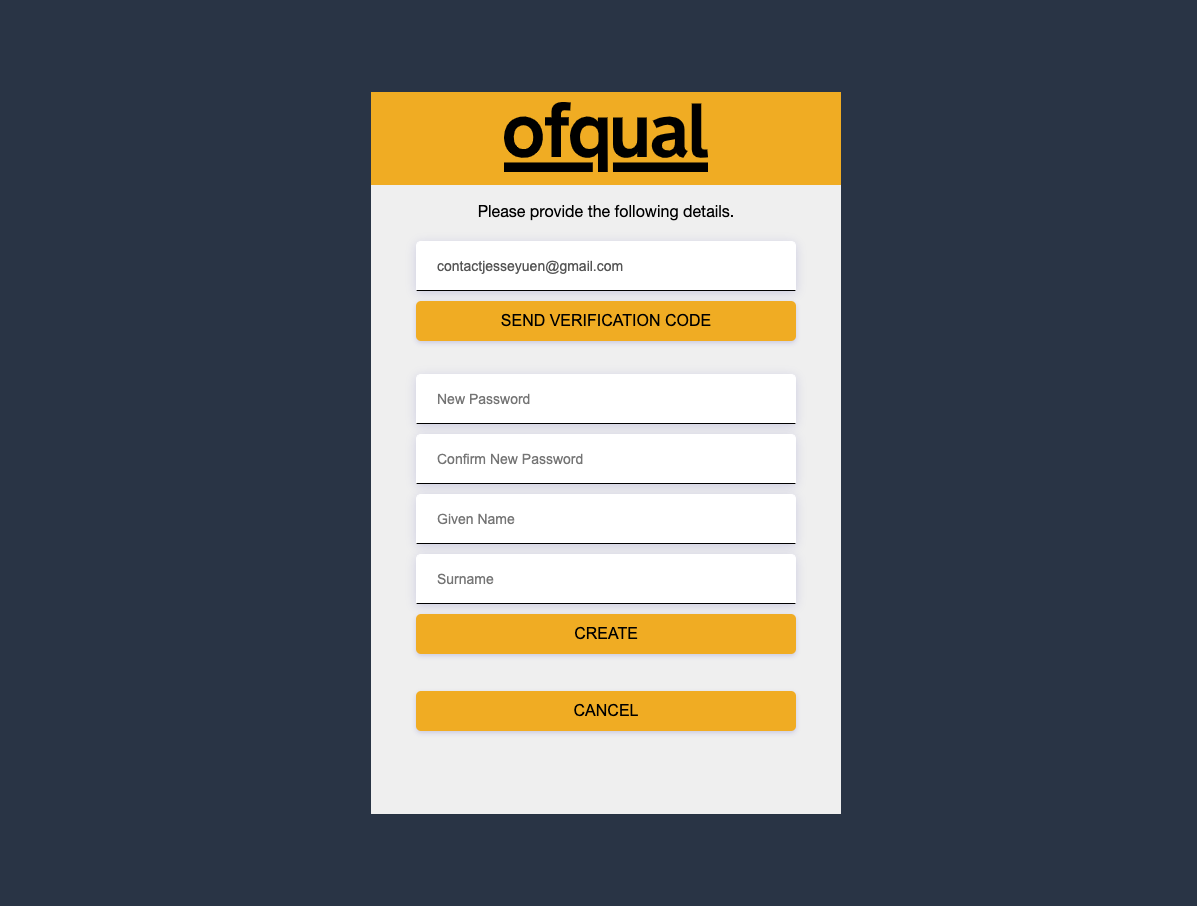 ofqual
Please provide the following details.
contactjesseyuen@gmail.com
SEND VERIFICATION CODE
New Password
Confirm New Password
Given Name
Surname
CREATE
CANCEL